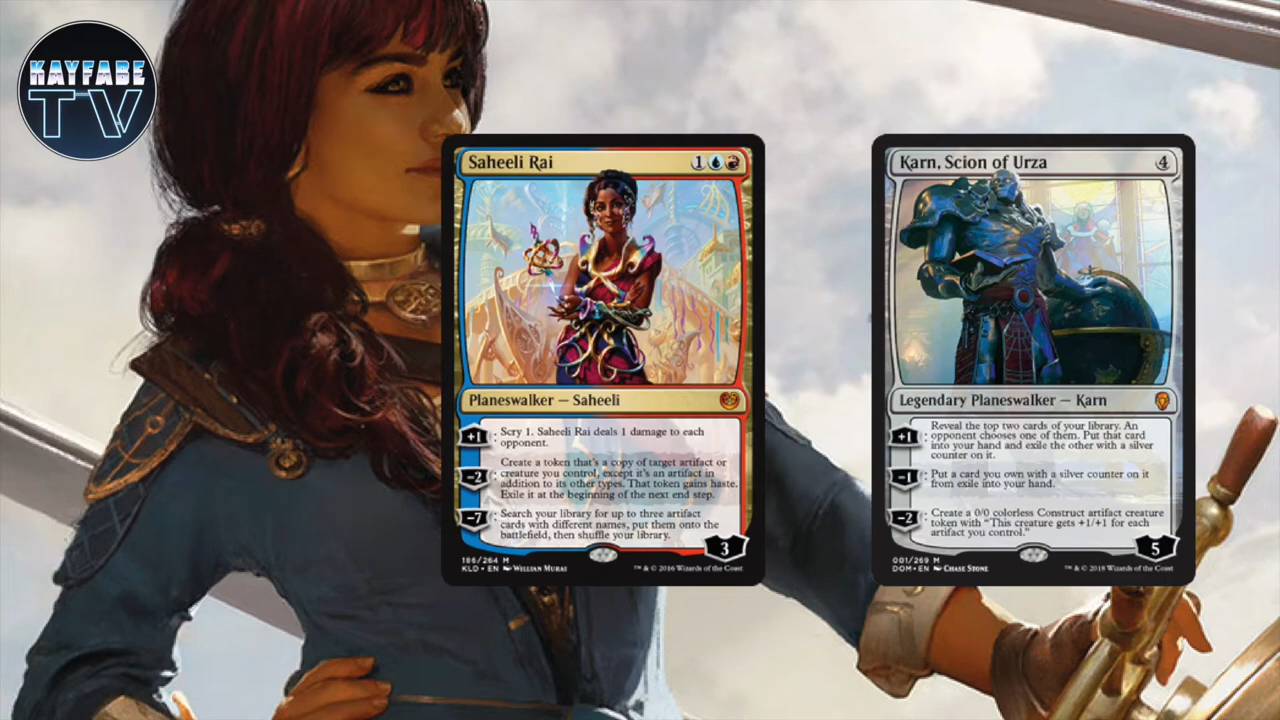 KAYFABE
TV
Saheeli Rai 1
Planeswalker — Saheeli
+1: Scry 1. Saheeli Rai deals 1 damage to each
opponent.
Create a token that's a copy of target artifact or
-2: creature you control, except it's an artifact in
addition to its other types. That token gains haste.
Exile it at the beginning of the next end step.
-7: Search your library for up to three artifact
cards with different names, put them onto the
battlefield, then shuffle your library.
3
186/264 M
KLD • EN WILLIAN MURAI ™ & © 2016 Wizards of the Coast
Karn, Scion of Urza 4
Legendary Planeswalker — Karn
Reveal the top two cards of your library. An
+1: opponent chooses one of them. Put that card
into your hand and exile the other with a silver
counter on it.
-1: Put a card you own with a silver counter on it
from exile into your hand.
-2: Create a 0/0 colorless Construct artifact creature
token with "This creature gets +1/+1 for each
artifact you control."
5
001/269 M
DOM • EN CHASE STONE ™ & © 2018 Wizards of the Coast